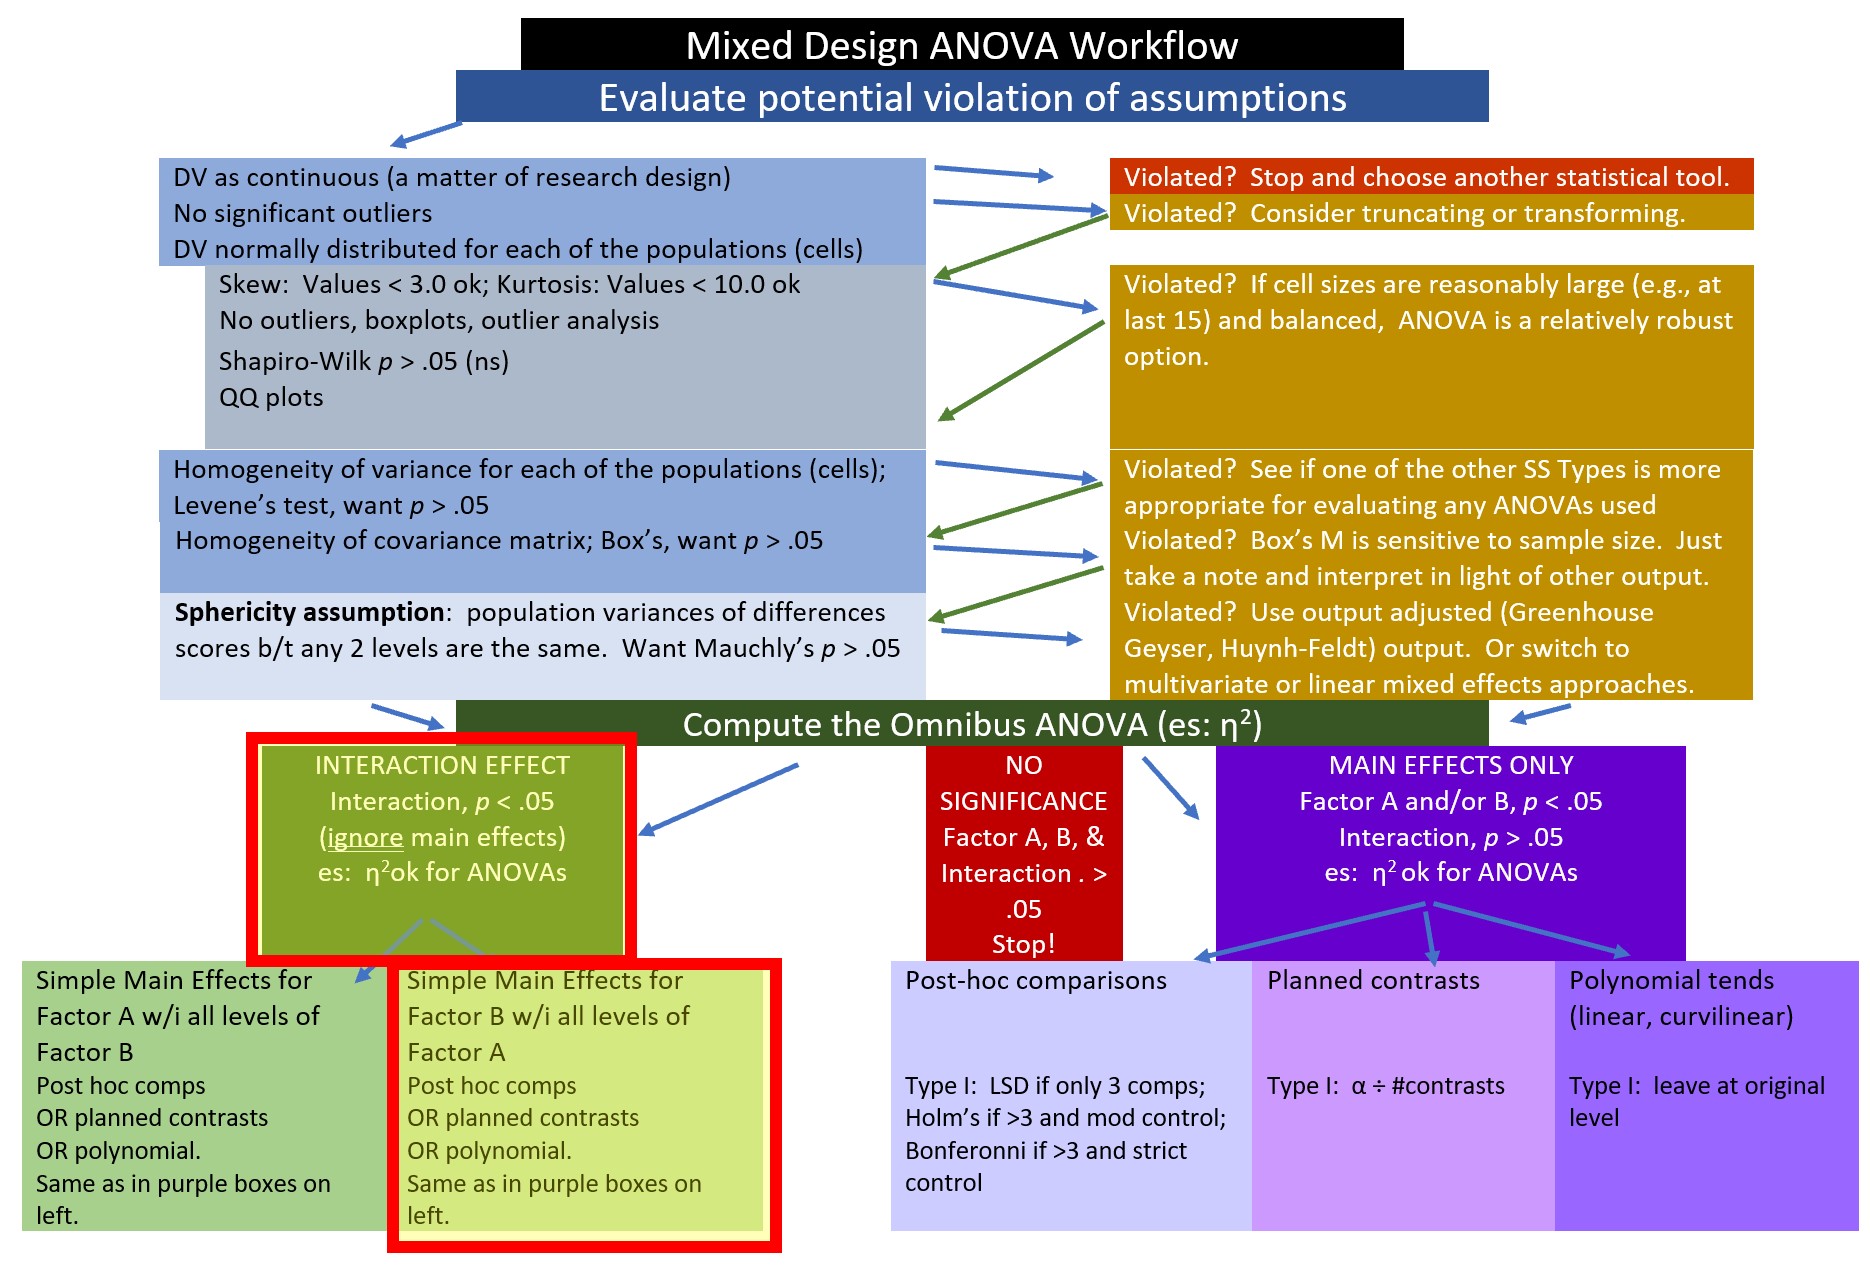 Mixed Design ANOVA Workflow
Evaluate potential violation of assumptions
DV as continuous (a matter of research design)
No significant outliers
DV normally distributed for each of the populations (cells)
Skew:  Values < 3.0 ok; Kurtosis: Values < 10.0 ok
No outliers, boxplots, outlier analysis
Shapiro-Wilk p > .05 (ns)
QQ plots
Violated?  Stop and choose another statistical tool.
Violated?  Consider truncating or transforming.
Violated?  If cell sizes are reasonably large (e.g., at
last 15) and balanced,  ANOVA is a relatively robust
option.
Homogeneity of variance for each of the populations (cells);
Levene’s test, want p > .05
Homogeneity of covariance matrix; Box’s, want p > .05
Sphericity assumption:  population variances of differences
scores b/t any 2 levels are the same.  Want Mauchly’s p > .05
Violated?  See if one of the other SS Types is more
appropriate for evaluating any ANOVAs used
Violated?  Box’s M is sensitive to sample size.  Just
take a note and interpret in light of other output.
Violated?  Use output adjusted (Greenhouse
Geyser, Huynh-Feldt) output.  Or switch to
multivariate or linear mixed effects approaches.
Compute the Omnibus ANOVA (es: η²)
INTERACTION EFFECT
Interaction, p < .05
(ignore main effects)
es:  η²ok for ANOVAs
NO
SIGNIFICANCE
Factor A, B, &
Interaction . >
.05
Stop!
MAIN EFFECTS ONLY
Factor A and/or B, p < .05
Interaction, p > .05
es:  η² ok for ANOVAs
Simple Main Effects for
Factor A w/i all levels of
Factor B
Post hoc comps
OR planned contrasts
OR polynomial.
Same as in purple boxes on
left.
Simple Main Effects for
Factor B w/i all levels of
Factor A
Post hoc comps
OR planned contrasts
OR polynomial.
Same as in purple boxes on
left.
Post-hoc comparisons
Type I:  LSD if only 3 comps;
Holm’s if >3 and mod control;
Bonferonni if >3 and strict
control
Planned contrasts
Type I:  α ÷ #contrasts
Polynomial tends
(linear, curvilinear)
Type I:  leave at original
level